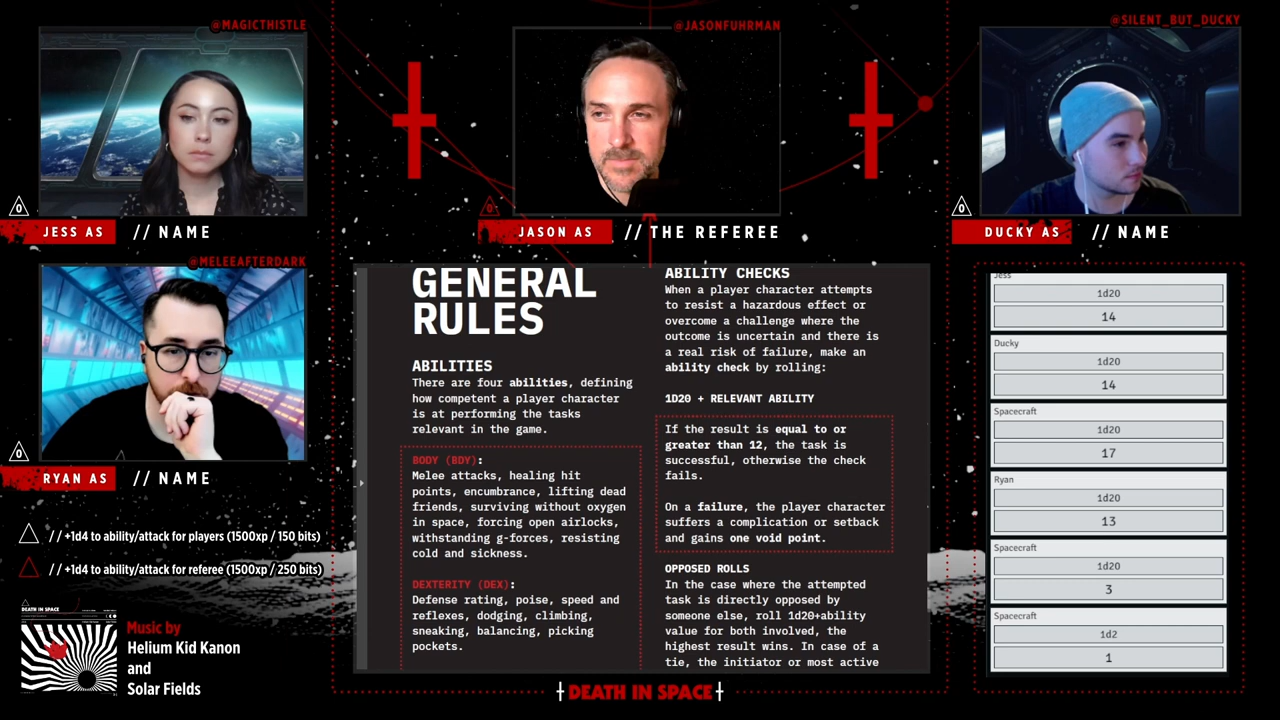 @MAGICTHISTLE
@JASONFUHRMAN
@SILENT_BUT_DUCKY
0
JESS AS // NAME
0
JASON AS // THE REFEREE
0
DUCKY AS // NAME
@MELEEAFTERDARK
0
RYAN AS // NAME
// +1d4 to ability/attack for players (1500xp / 150 bits)
// +1d4 to ability/attack for referee (1500xp / 250 bits)
DEATH IN SPACE
Music by
Helium Kid Kanon
and
Solar Fields
GENERAL
RULES
ABILITIES
There are four abilities, defining
how competent a player character
is at performing the tasks
relevant in the game.
BODY (BDY):
Melee attacks, healing hit
points, encumbrance, lifting dead
friends, surviving without oxygen
in space, forcing open airlocks,
withstanding g-forces, resisting
cold and sickness.
DEXTERITY (DEX):
Defense rating, poise, speed and
reflexes, dodging, climbing,
sneaking, balancing, picking
pockets.
ABILITY CHECKS
When a player character attempts
to resist a hazardous effect or
overcome a challenge where the
outcome is uncertain and there is
a real risk of failure, make an
ability check by rolling:
1D20 + RELEVANT ABILITY
If the result is equal to or
greater than 12, the task is
successful, otherwise the check
fails.
On a failure, the player character
suffers a complication or setback
and gains one void point.
OPPOSED ROLLS
In the case where the attempted
task is directly opposed by
someone else, roll 1d20+ability
value for both involved, the
highest result wins. In case of a
tie, the initiator or most active
Jess
1d20
14
Ducky
1d20
14
Spacecraft
1d20
17
Ryan
1d20
13
Spacecraft
1d20
3
Spacecraft
1d2
1
DEATH IN SPACE